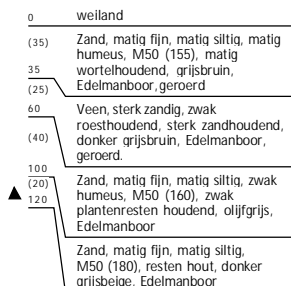 0 weiland
(35) Zand, matig fijn, matig siltig, matig
humeus, M50 (155), matig
35 wortelhoudend, grijsbruin,
(25) Edelmanboor, geroerd
60 Veen, sterk zandig, zwak
roesthoudend, sterk zandhoudend,
(40) donker grijsbruin, Edelmanboor,
geroerd.
100 Zand, matig fijn, matig siltig, zwak
(20) humeus, M50 (160), zwak
120 plantenresten houdend, olijfgrijs,
Edelmanboor
Zand, matig fijn, matig siltig,
M50 (180), resten hout, donker
grijsbeige, Edelmanboor